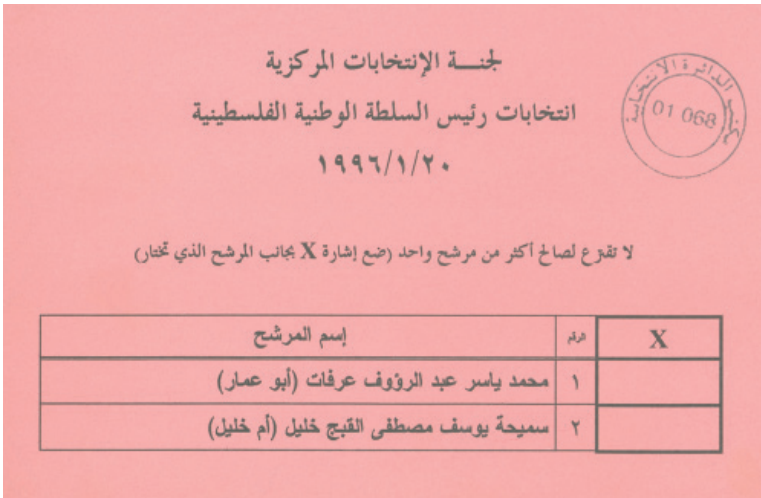 لجنــة الإنتخابات المركزية
انتخابات رئيس السلطة الوطنية الفلسطينية
١٩٩٦/١/٢٠
مكتب الدائرة الانتخابية
01 068
لا تقترع لصالح أكثر من مرشح واحد (ضع إشارة X بجانب المرشح الذي تختار)
X الرقم إسم المرشح
١ محمد ياسر عبد الرؤوف عرفات (أبو عمار)
٢ سميحة يوسف مصطفى القبج خليل (أم خليل)